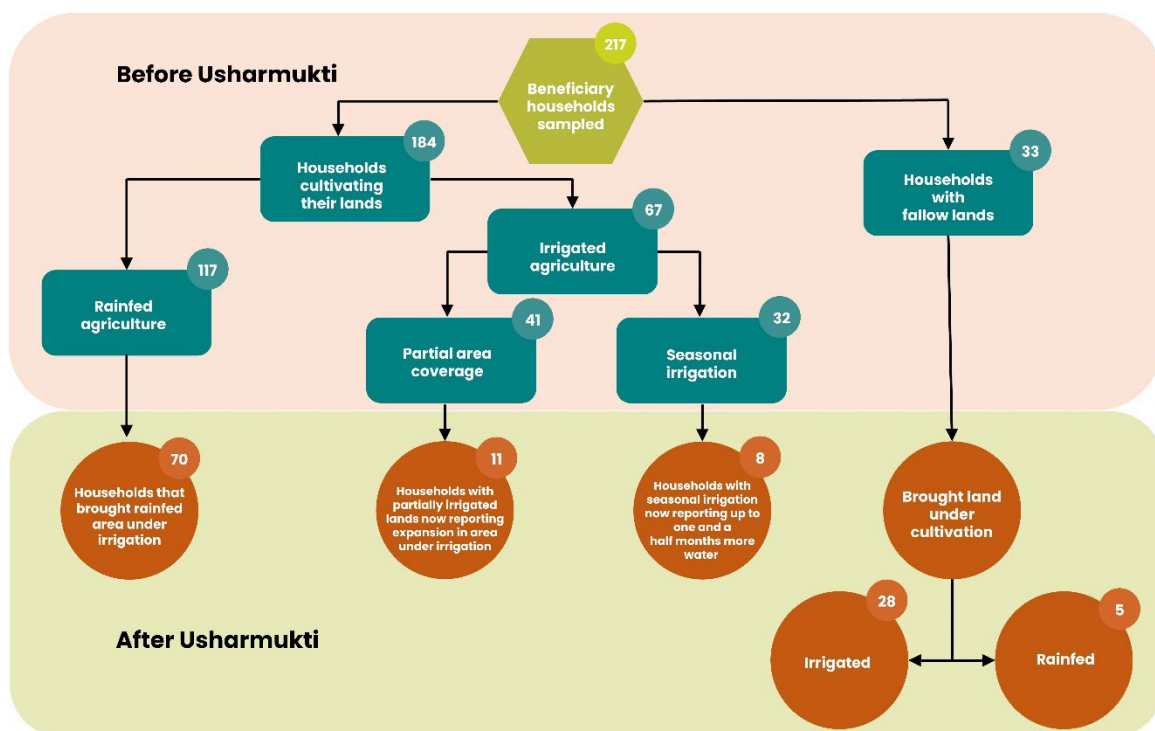 Before Usharmukti
217
Beneficiary
households
sampled
184
Households
cultivating
their lands
33
Households
with
fallow lands
67
Irrigated
agriculture
117
Rainfed
agriculture
41
Partial area
coverage
32
Seasonal
irrigation
70
Households that
brought rainfed
area under
irrigation
11
Households with
partially irrigated
lands now reporting
expansion in area
under irrigation
8
Households with
seasonal irrigation
now reporting up to
one and a
half months more
water
Brought land
under
cultivation
After Usharmukti
28
Irrigated
5
Rainfed